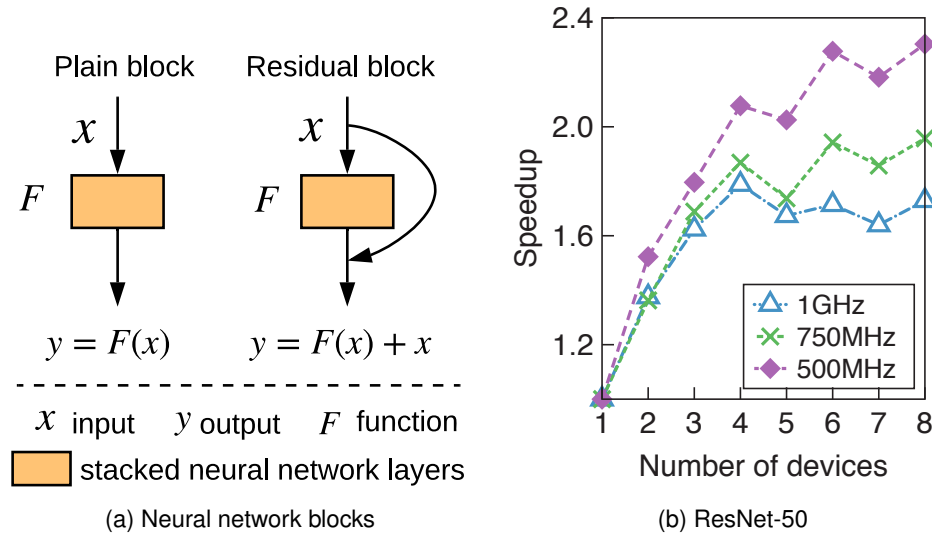 Plain block
Residual block
x
x
F
F
y = F(x)
y = F(x) + x
x input
y output
F function
stacked neural network layers
(a) Neural network blocks
2.4
2.0
1.6
1.2
Speedup
1GHz
750MHz
500MHz
1 2 3 4 5 6 7 8
Number of devices
(b) ResNet-50